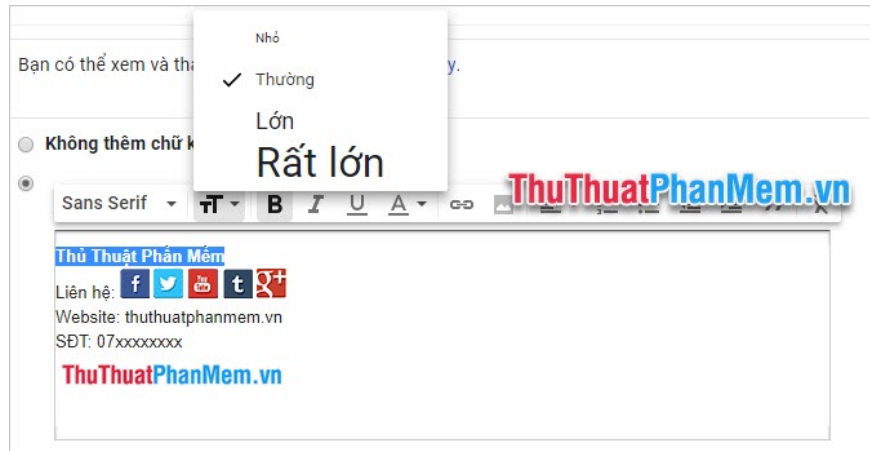 Nhỏ
Bạn có thể xem và
y.
Thường
Lớn
Không thêm chữ
Rất lớn
ThuThuatPhanMem.vn
Sans Serif
B I U A
Thủ Thuật Phần Mềm
Liên hệ: f You Tube t g+
Website: thuthuatphanmem.vn
SĐT: 07xxxxxxxx
ThuThuatPhanMem.vn